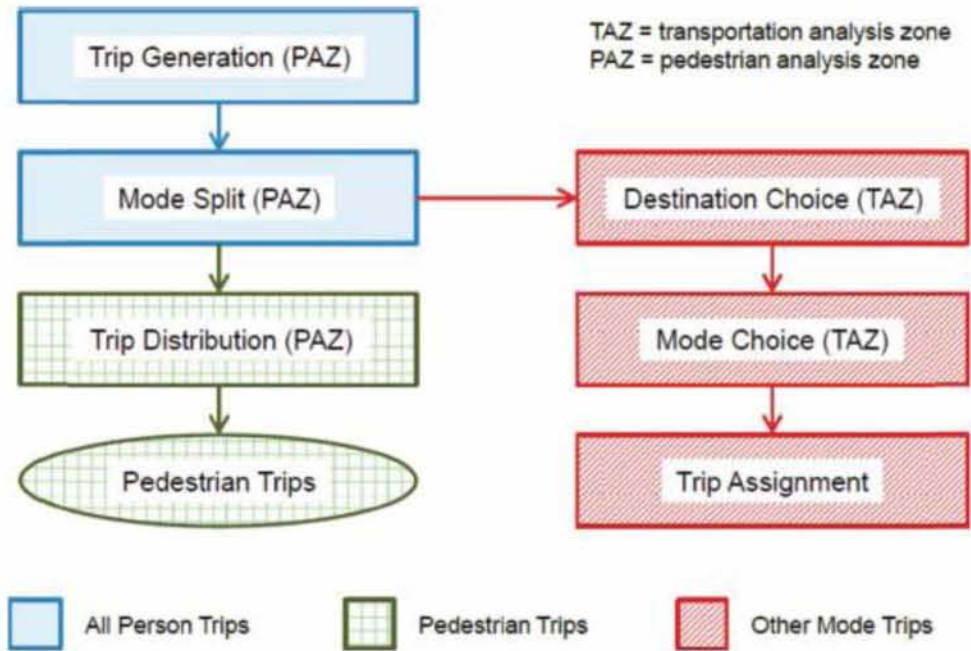 Trip Generation (PAZ)
TAZ = transportation analysis zone
PAZ = pedestrian analysis zone
Mode Split (PAZ)
Destination Choice (TAZ)
Trip Distribution (PAZ)
Mode Choice (TAZ)
Pedestrian Trips
Trip Assignment
All Person Trips
Pedestrian Trips
Other Mode Trips